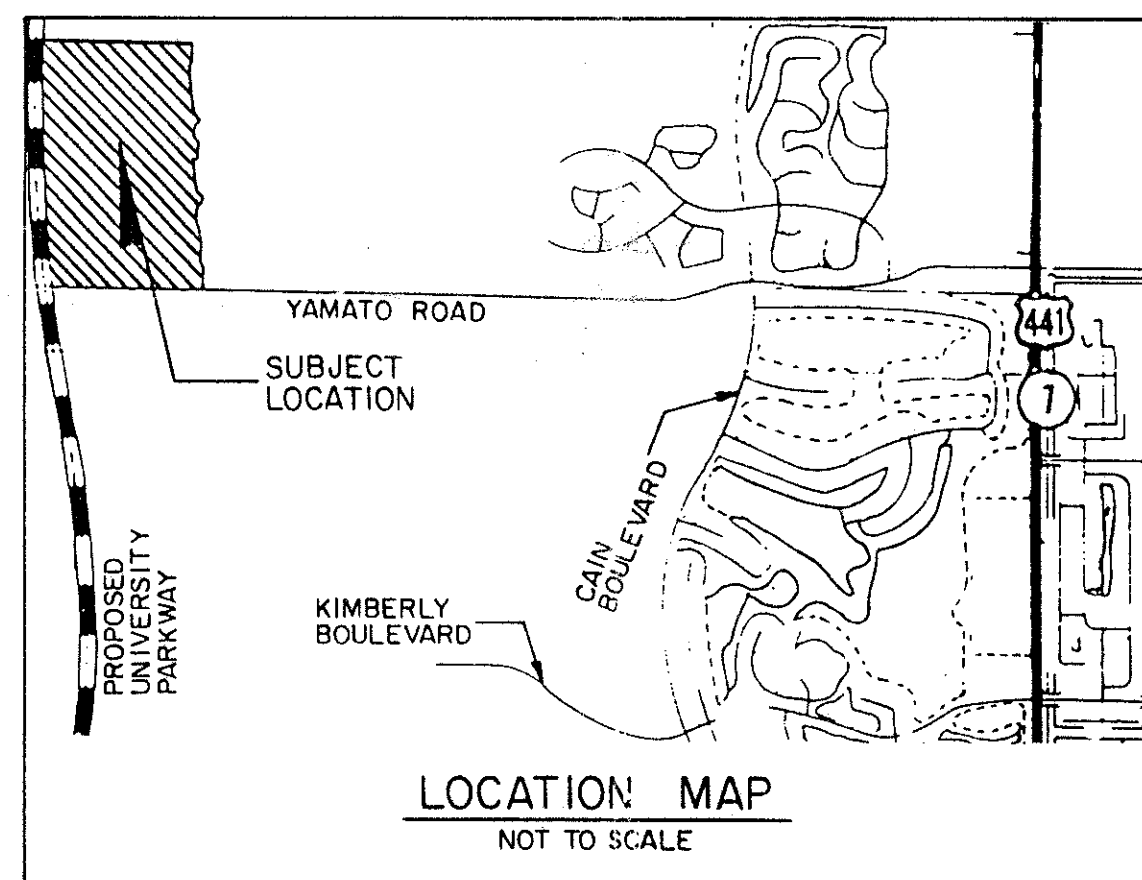 YAMATO ROAD
441
7
SUBJECT
LOCATION
CAIN
BOULEVARD
PROPOSED
UNIVERSITY
PARKWAY
KIMBERLY
BOULEVARD
LOCATION MAP
NOT TO SCALE